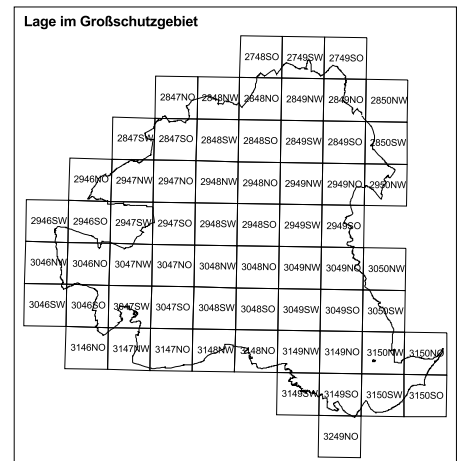 Lage im Großschutzgebiet
2748SO 2749SW 2749SO
2847NO 2848NW 2848NO 2849NW 2849NO 2850NW
2847SW 2847SO 2848SW 2848SO 2849SW 2849SO 2850SW
2946NO 2947NW 2947NO 2948NW 2948NO 2949NW 2949NO 2950NW
2946SW 2946SO 2947SW 2947SO 2948SW 2948SO 2949SW 2949SO
3046NW 3046NO 3047NW 3047NO 3048NW 3048NO 3049NW 3049NO 3050NW
3046SW 3046SO 3047SW 3047SO 3048SW 3048SO 3049SW 3049SO 3050SW
3146NO 3147NW 3147NO 3148NW 3148NO 3149NW 3149NO 3150NW 3150NO
3149SW 3149SO 3150SW 3150SO
3249NO